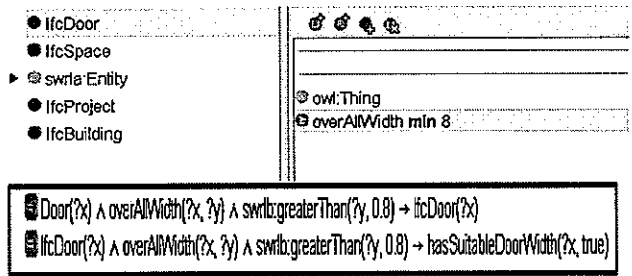 IfcDoor
IfcSpace
swrla:Entity
IfcProject
IfcBuilding
owl:Thing
overAllWidth min 8
Door(?x) ∧ overAllWidth(?x, ?y) ∧ swrlb:greaterThan(?y, 0.8) → IfcDoor(?x)
IfcDoor(?x) ∧ overAllWidth(?x, ?y) ∧ swrlb:greaterThan(?y, 0.8) → hasSuitableDoorWidth(?x, true)